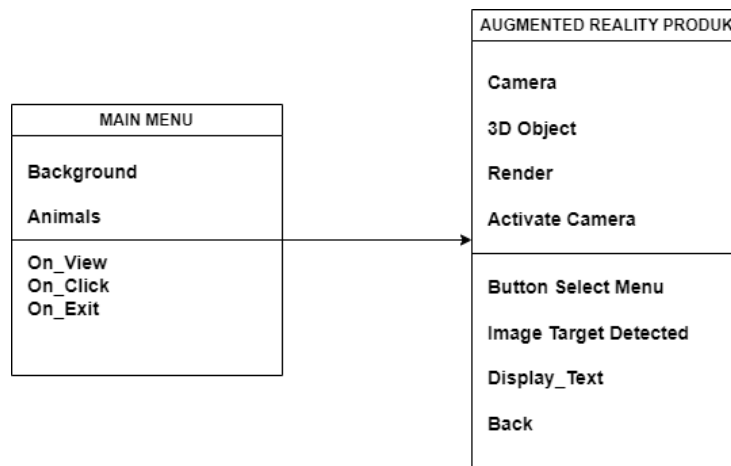 MAIN MENU
Background
Animals
On_View
On_Click
On_Exit
AUGMENTED REALITY PRODUK
Camera
3D Object
Render
Activate Camera
Button Select Menu
Image Target Detected
Display_Text
Back